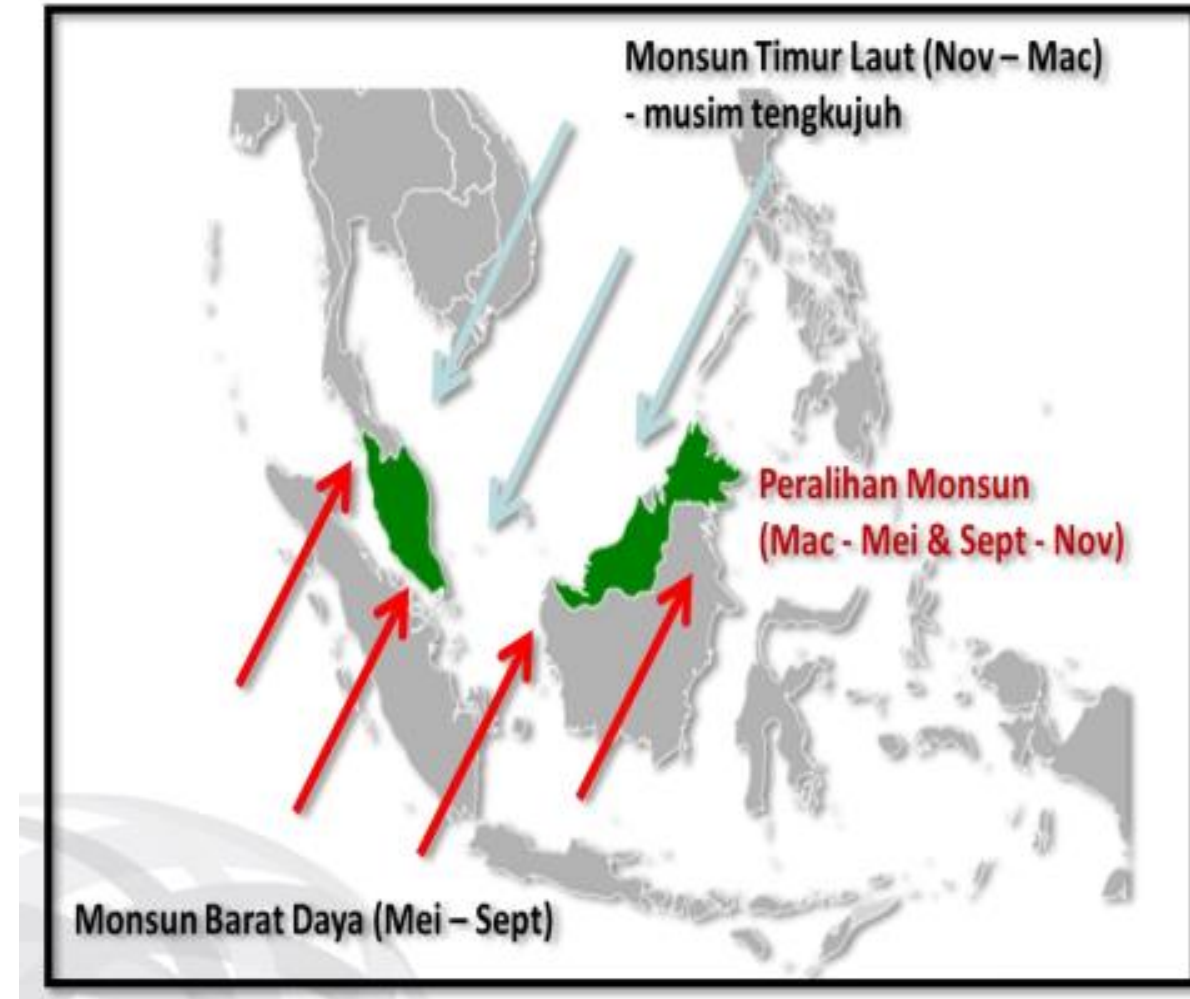 Monsun Timur Laut (Nov – Mac)
- musim tengkujuh
Peralihan Monsun
(Mac - Mei & Sept - Nov)
Monsun Barat Daya (Mei – Sept)